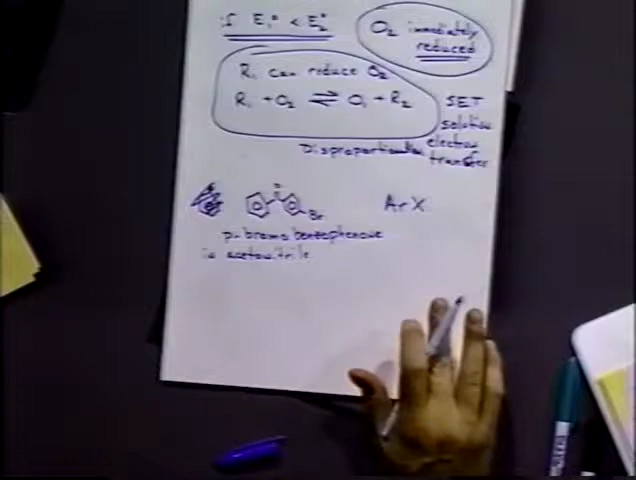 if E₁° < E₂°
O₂ immediately
reduced
R₁ can reduce O₂
R₁ + O₂ ⇌ O₁ + R₂
SET
solution
electron
transfer
Disproportionation
O
Br
ArX
p-bromobenzophenone
in acetonitrile